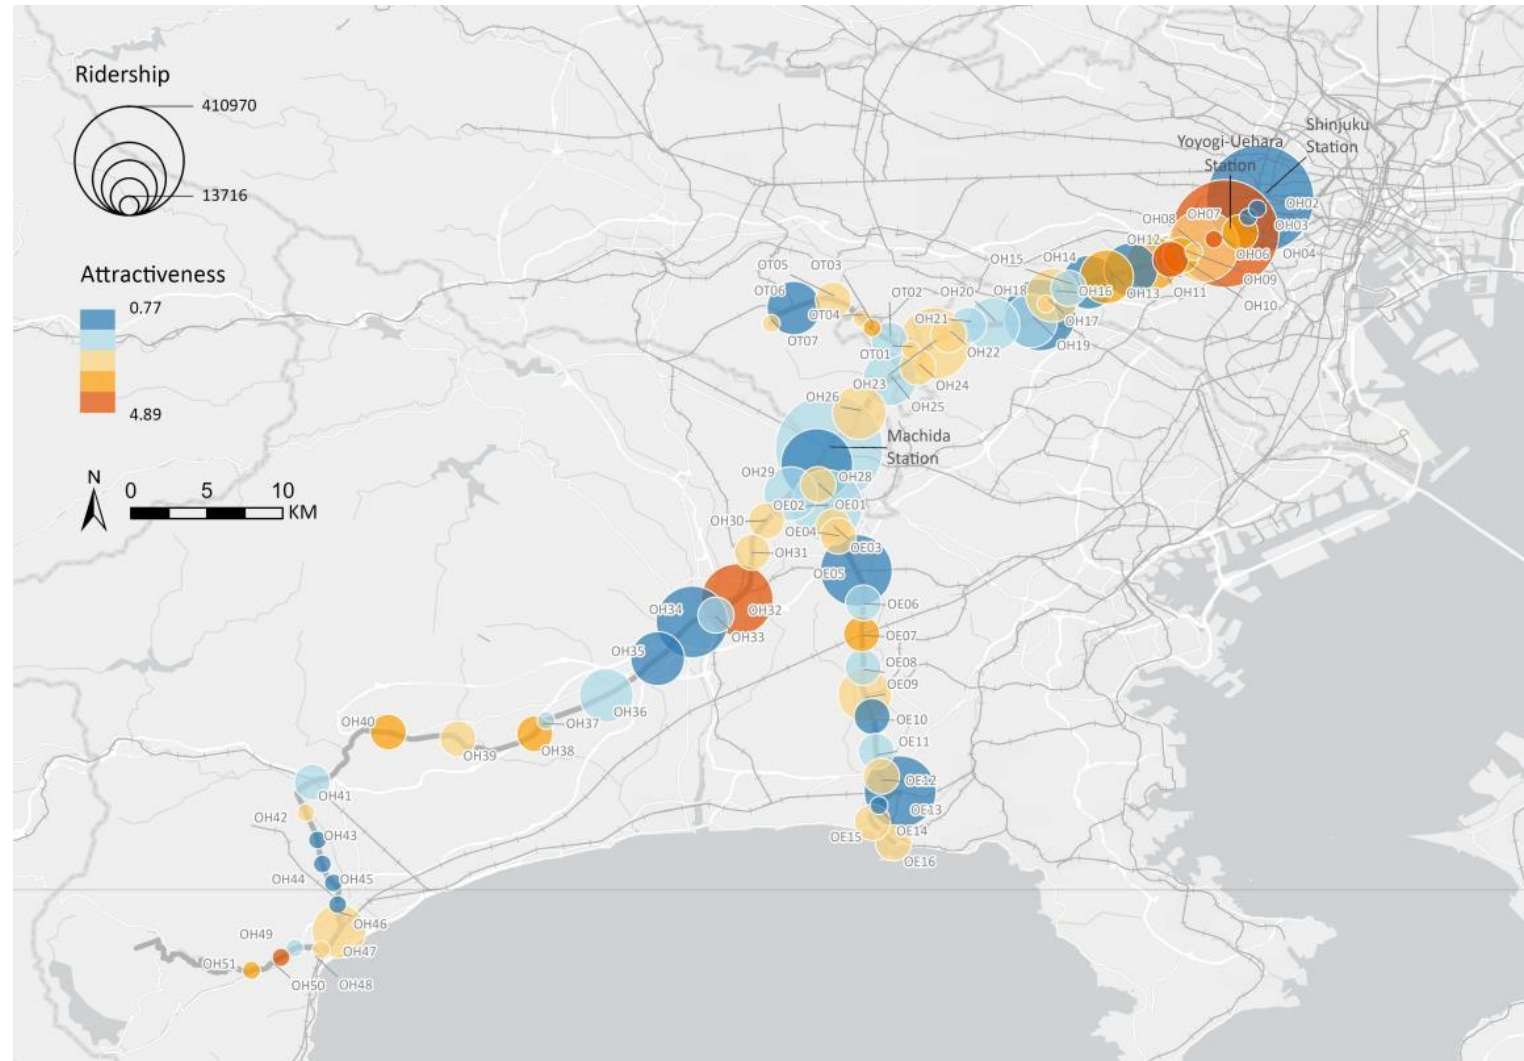 Ridership
410970
13716
Attractiveness
0.77
4.89
N
0 5 10
KM
Shinjuku
Station
Yoyogi-Uehara
Station
OH02
OH03
OH04
OH06
OH07
OH08
OH09
OH10
OH11
OH12
OH13
OH14
OH15
OH16
OH17
OH18
OH19
OH20
OH21
OH22
OH23
OH24
OH25
OH26
OT01
OT02
OT03
OT04
OT05
OT06
OT07
Machida
Station
OH28
OH29
OE01
OE02
OE03
OE04
OE05
OH30
OH31
OH32
OH33
OH34
OH35
OH36
OH37
OH38
OH39
OH40
OH41
OH42
OH43
OH44
OH45
OH46
OH47
OH48
OH49
OH50
OH51
OE06
OE07
OE08
OE09
OE10
OE11
OE12
OE13
OE14
OE15
OE16